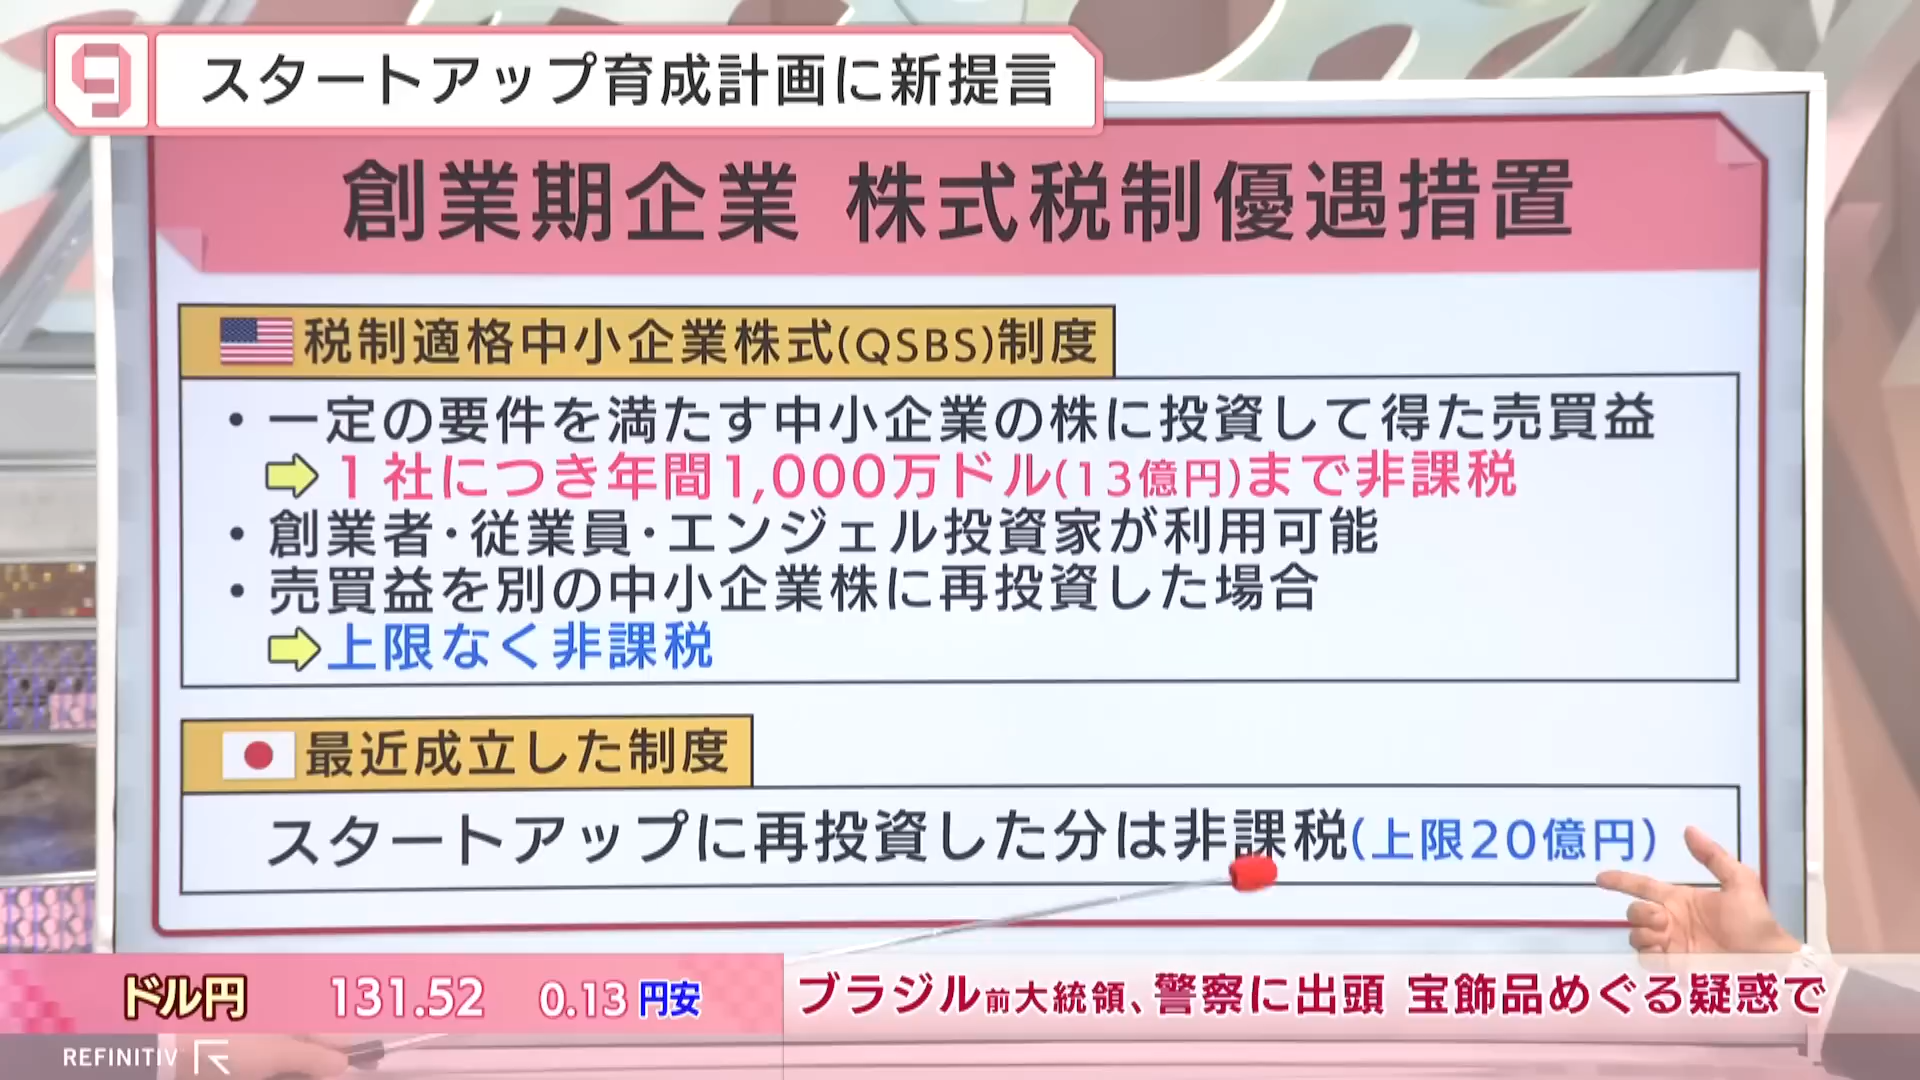 9 スタートアップ育成計画に新提言
創業期企業 株式税制優遇措置
税制適格中小企業株式(QSBS)制度
・一定の要件を満たす中小企業の株に投資して得た売買益
➡1社につき年間1,000万ドル(13億円)まで非課税
・創業者・従業員・エンジェル投資家が利用可能
・売買益を別の中小企業株に再投資した場合
➡上限なく非課税
最近成立した制度
スタートアップに再投資した分は非課税(上限20億円)
ドル円 131.52 0.13円安
ブラジル前大統領、警察に出頭 宝飾品めぐる疑惑で
REFINITIV